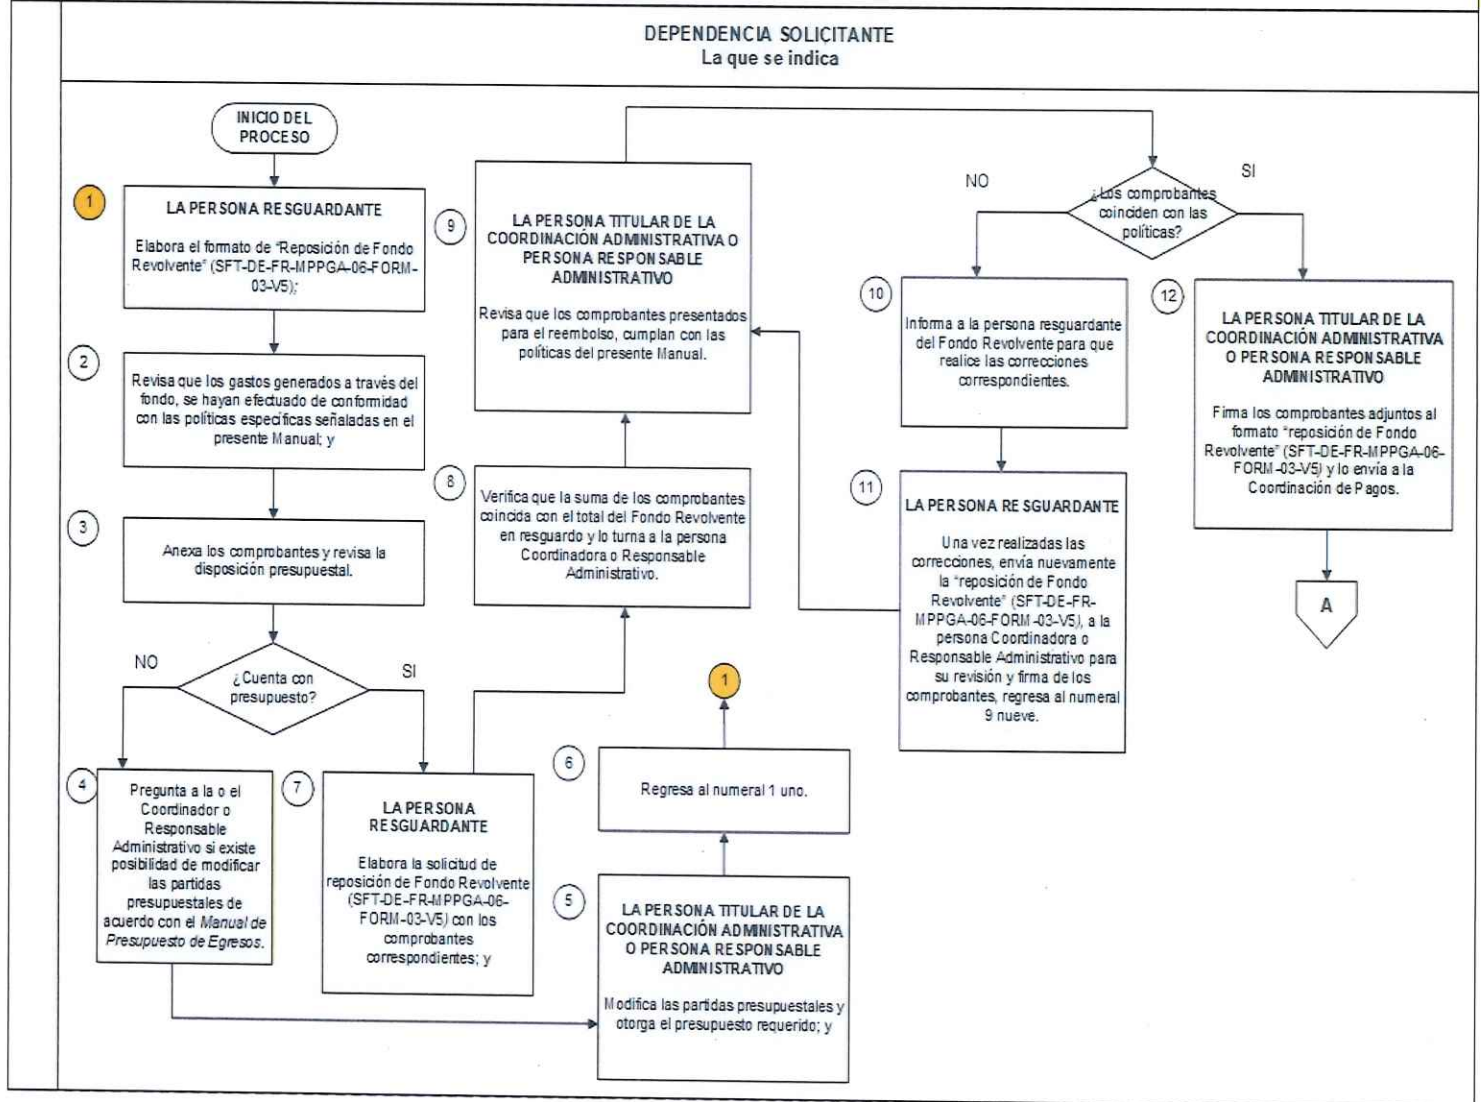 DEPENDENCIA SOLICITANTE
La que se indica
INICIO DEL
PROCESO
1
LA PERSONA RESGUARDANTE
Elabora el formato de "Reposición de Fondo
Revolvente" (SFT-DE-FR-MPPGA-06-FORM-
03-V5);
2
Revisa que los gastos generados a través del
fondo, se hayan efectuado de conformidad
con las políticas específicas señaladas en el
presente Manual; y
3
Anexa los comprobantes y revisa la
disposición presupuestal.
NO
¿Cuenta con
presupuesto?
SI
4
Pregunta a la o el
Coordinador o
Responsable
Administrativo si existe
posibilidad de modificar
las partidas
presupuestales de
acuerdo con el Manual de
Presupuesto de Egresos.
7
LA PERSONA
RESGUARDANTE
Elabora la solicitud de
reposición de Fondo Revolvente
(SFT-DE-FR-MPPGA-06-
FORM-03-V5) con los
comprobantes
correspondientes; y
5
LA PERSONA TITULAR DE LA
COORDINACIÓN ADMINISTRATIVA
O PERSONA RESPONSABLE
ADMINISTRATIVO
Modifica las partidas presupuestales y
otorga el presupuesto requerido; y
6
Regresa al numeral 1 uno.
1
8
Verifica que la suma de los comprobantes
coincida con el total del Fondo Revolvente
en resguardo y lo turna a la persona
Coordinadora o Responsable
Administrativo.
9
LA PERSONA TITULAR DE LA
COORDINACIÓN ADMINISTRATIVA O
PERSONA RESPONSABLE
ADMINISTRATIVO
Revisa que los comprobantes presentados
para el reembolso, cumplan con las
políticas del presente Manual.
NO
¿Los comprobantes
coinciden con las
políticas?
SI
10
Informa a la persona resguardante
del Fondo Revolvente para que
realice las correcciones
correspondientes.
11
LA PERSONA RESGUARDANTE
Una vez realizadas las
correcciones, envía nuevamente
la "reposición de Fondo
Revolvente" (SFT-DE-FR-
MPPGA-06-FORM-03-V5), a la
persona Coordinadora o
Responsable Administrativo para
su revisión y firma de los
comprobantes, regresa al numeral
9 nueve.
12
LA PERSONA TITULAR DE LA
COORDINACIÓN ADMINISTRATIVA
O PERSONA RESPONSABLE
ADMINISTRATIVO
Firma los comprobantes adjuntos al
formato "reposición de Fondo
Revolvente" (SFT-DE-FR-MPPGA-06-
FORM-03-V5) y lo envía a la
Coordinación de Pagos.
A